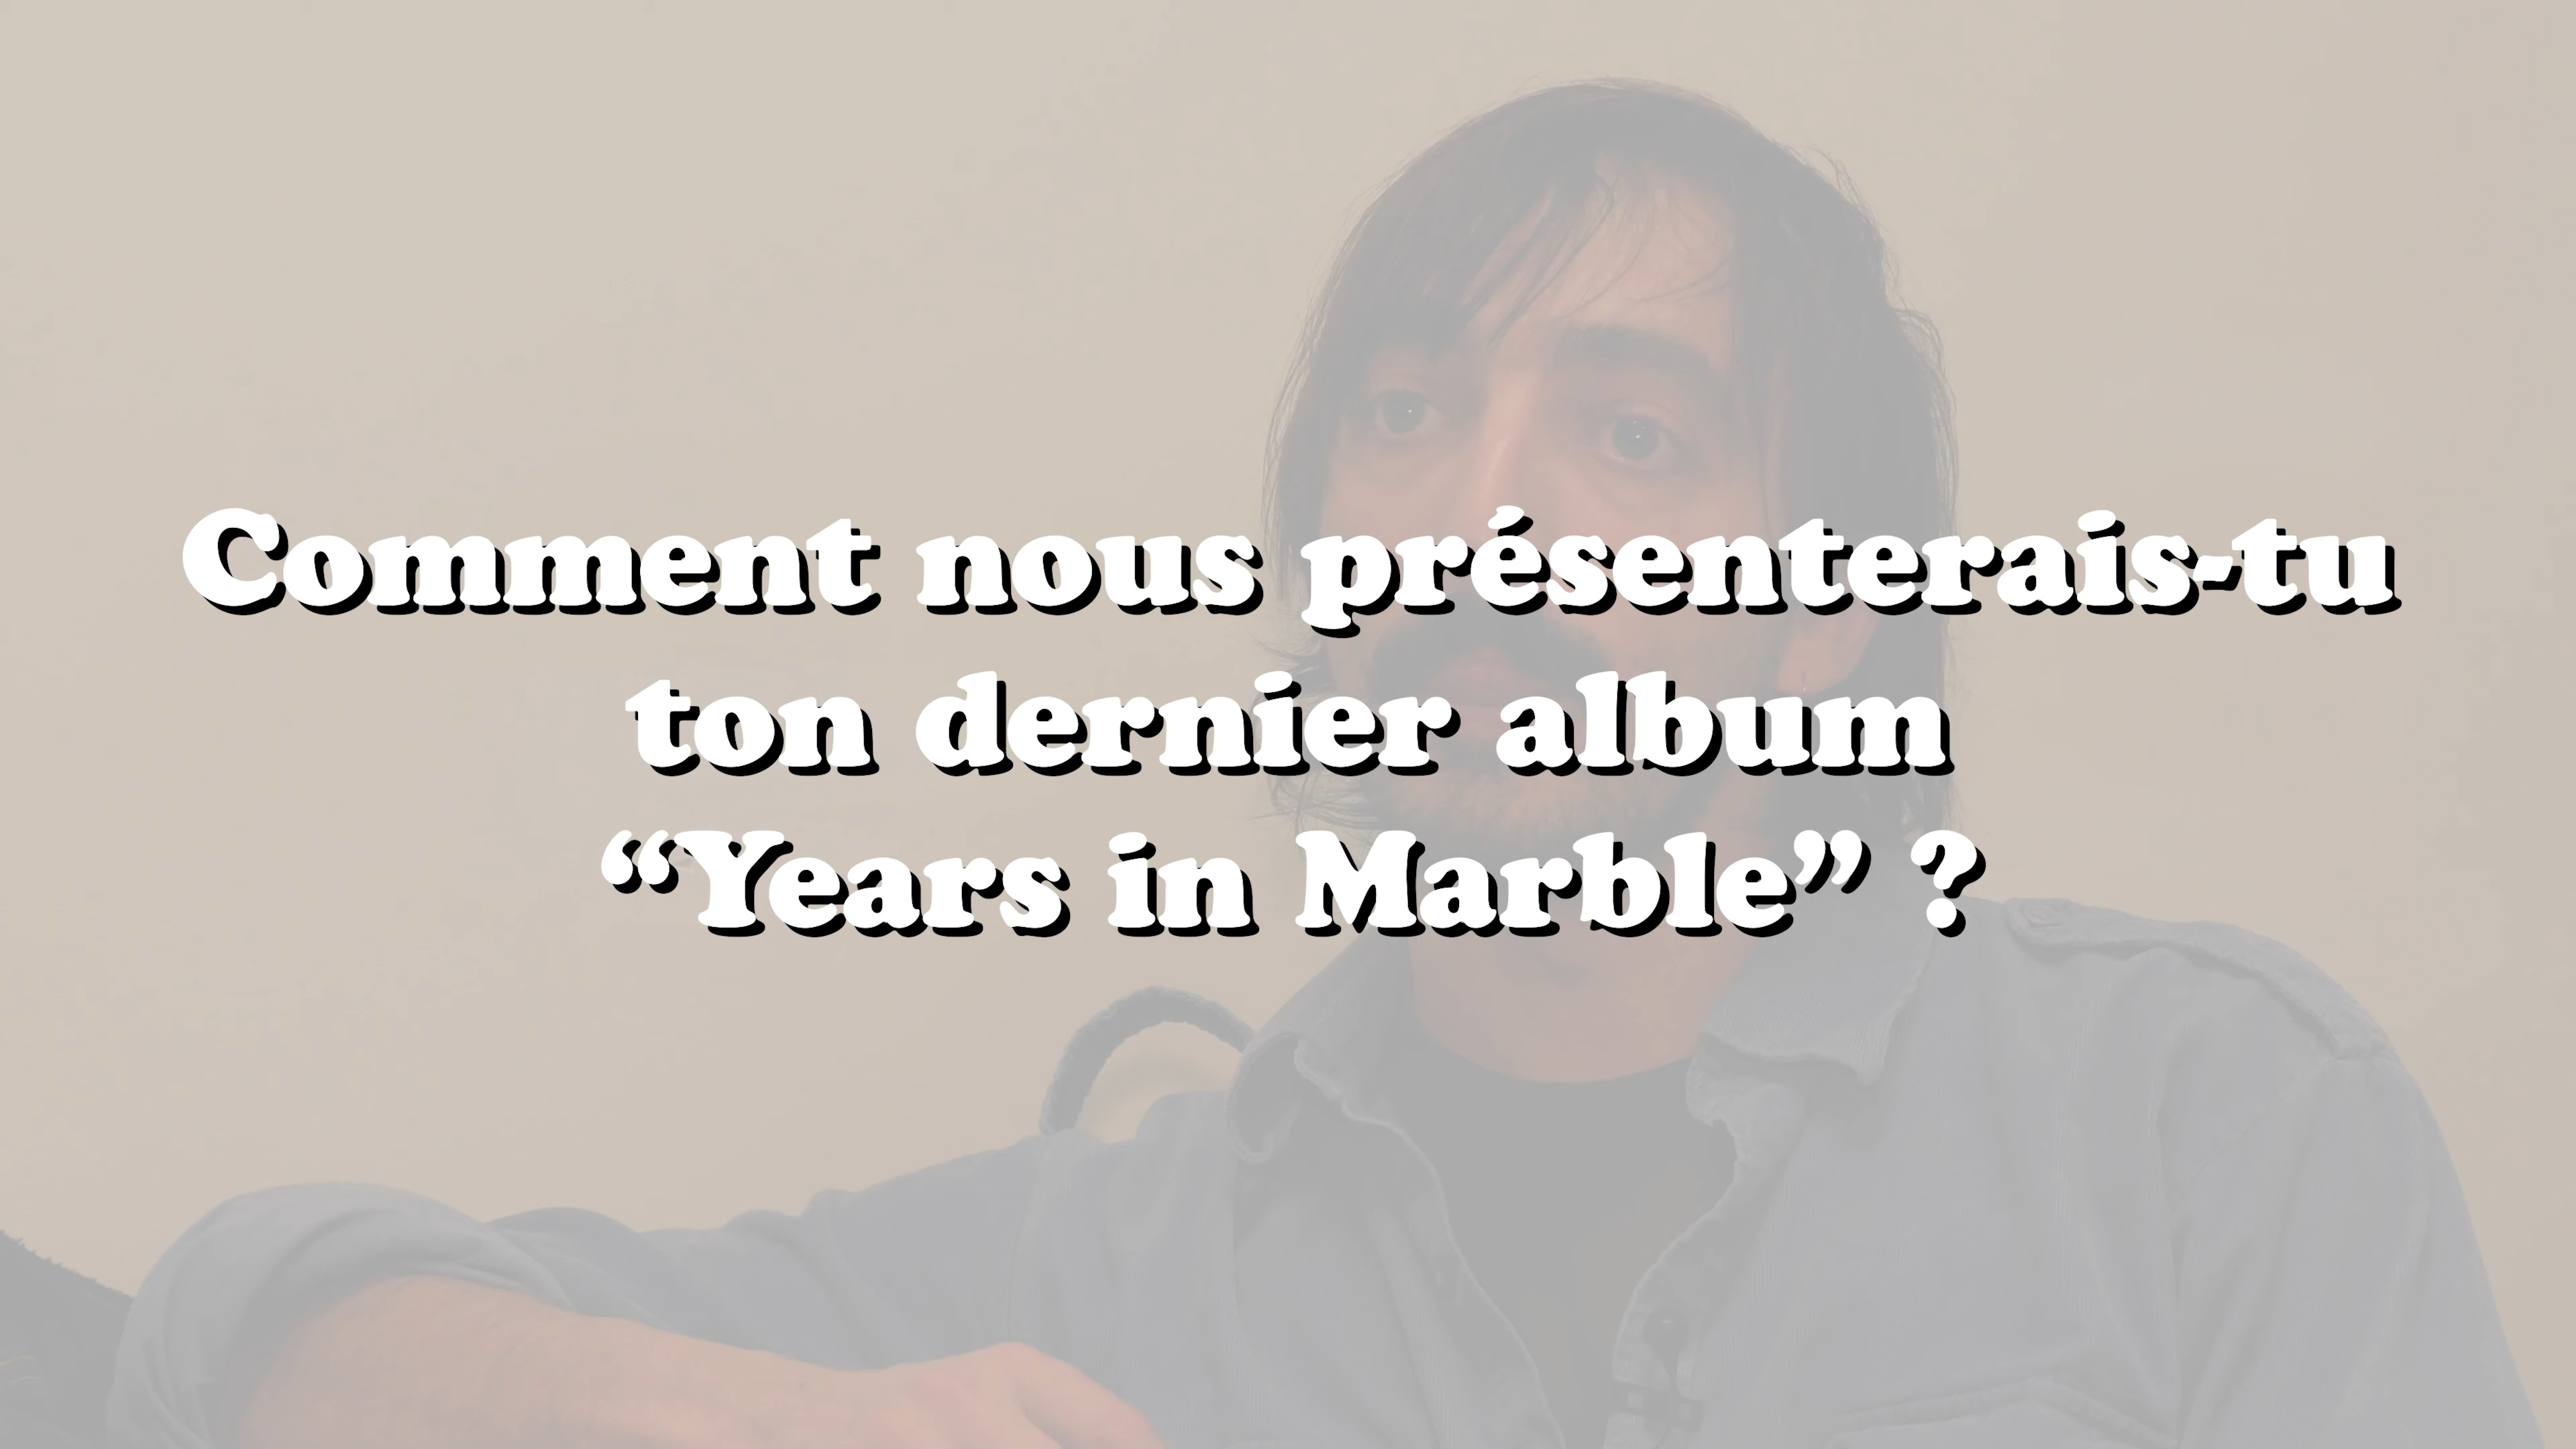 Comment nous présenterais-tu
ton dernier album
“Years in Marble” ?